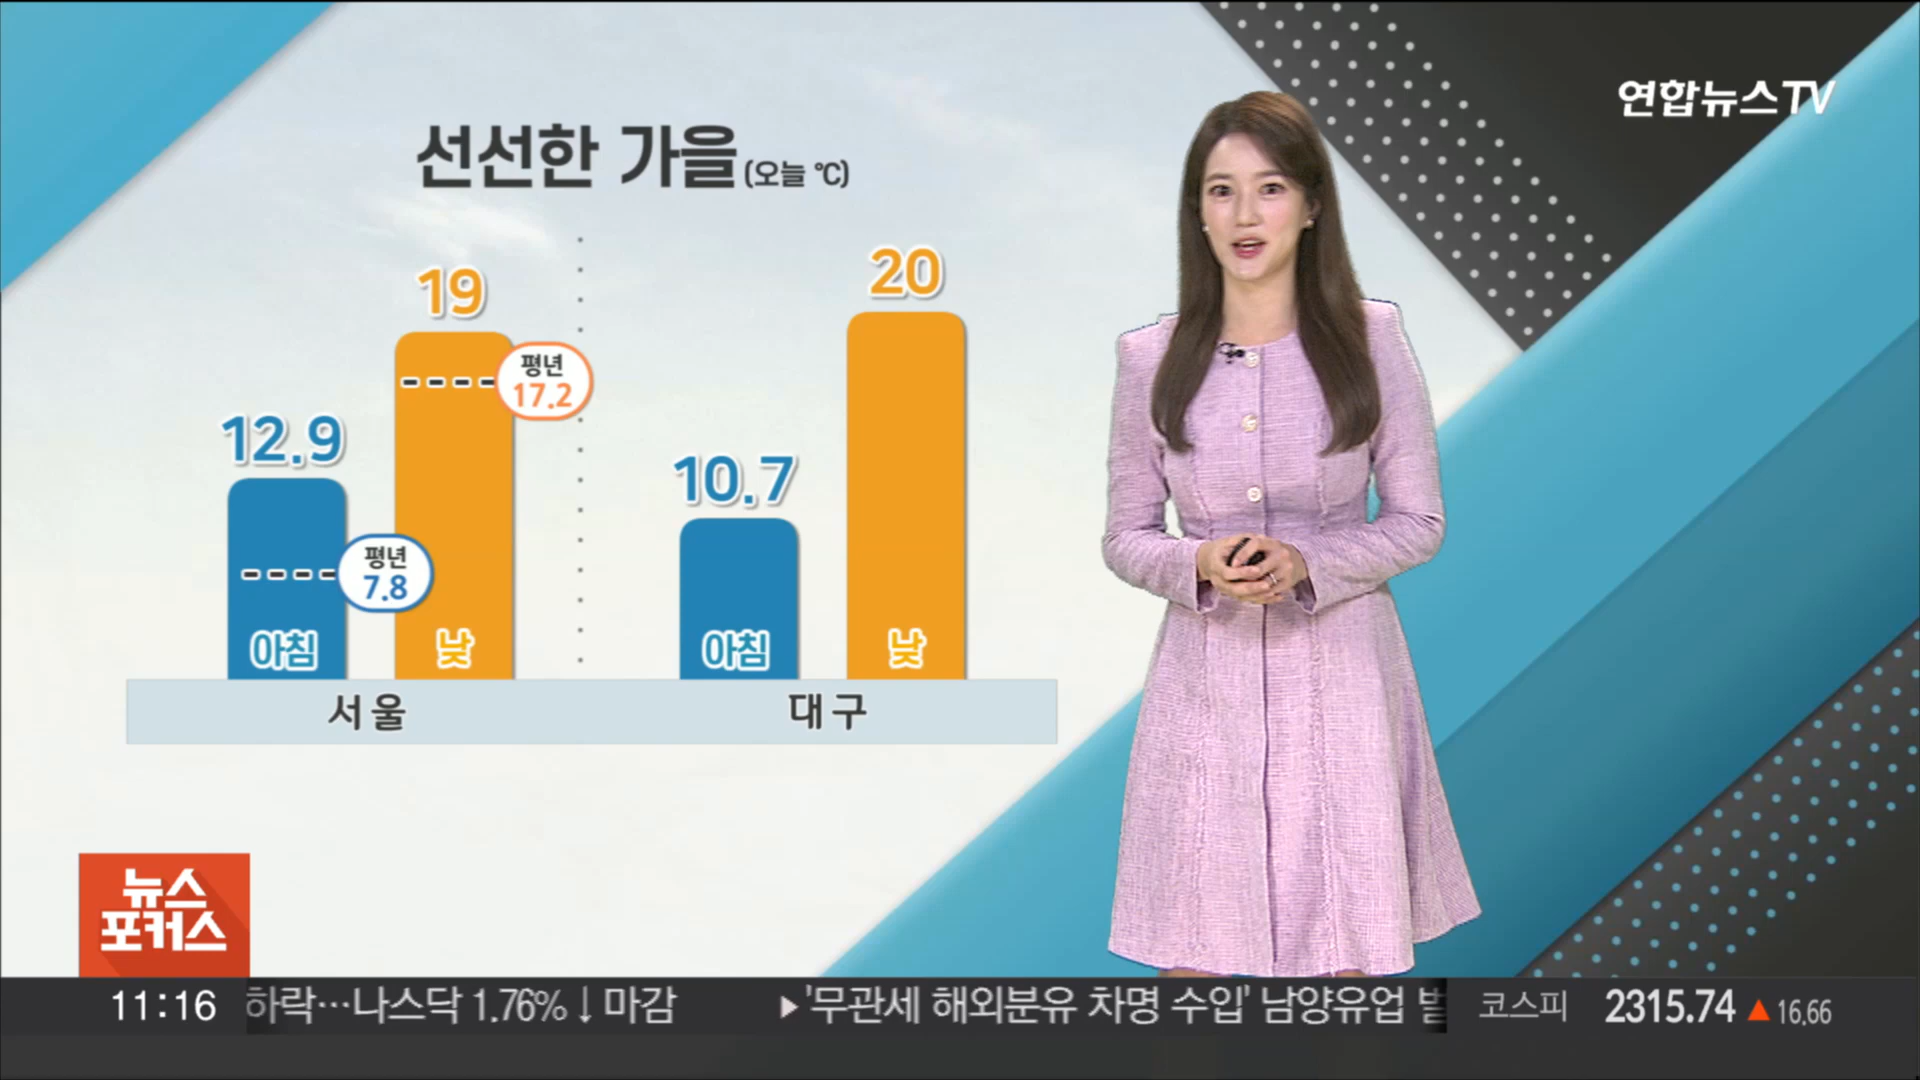 연합뉴스TV
선선한 가을(오늘 ℃)
12.9
19
평년
17.2
평년
7.8
아침
낮
서울
10.7
20
아침
낮
대구
뉴스
포커스
11:16
하락…나스닥 1.76%↓마감 ▶'무관세 해외분유 차명 수입' 남양유업
코스피 2315.74 ▲16.66